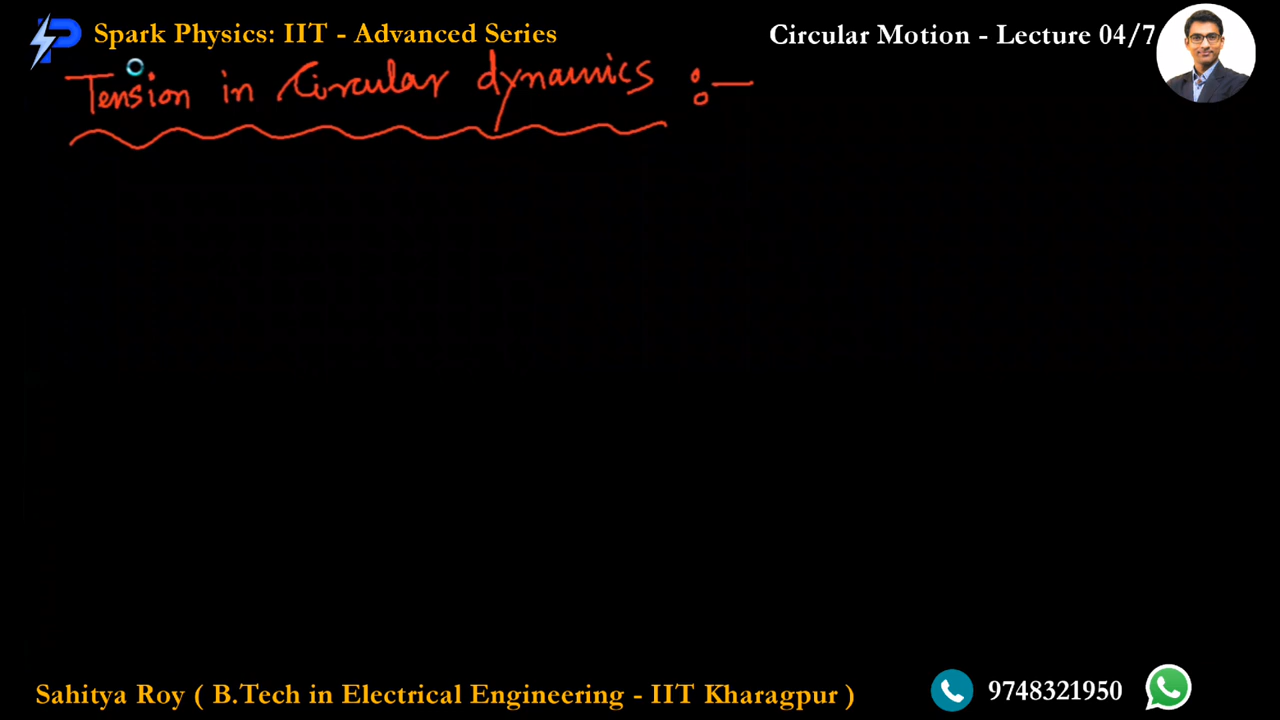 Spark Physics: IIT - Advanced Series
Circular Motion - Lecture 04/7
Tension in Circular dynamics :-
Sahitya Roy ( B.Tech in Electrical Engineering - IIT Kharagpur )
9748321950